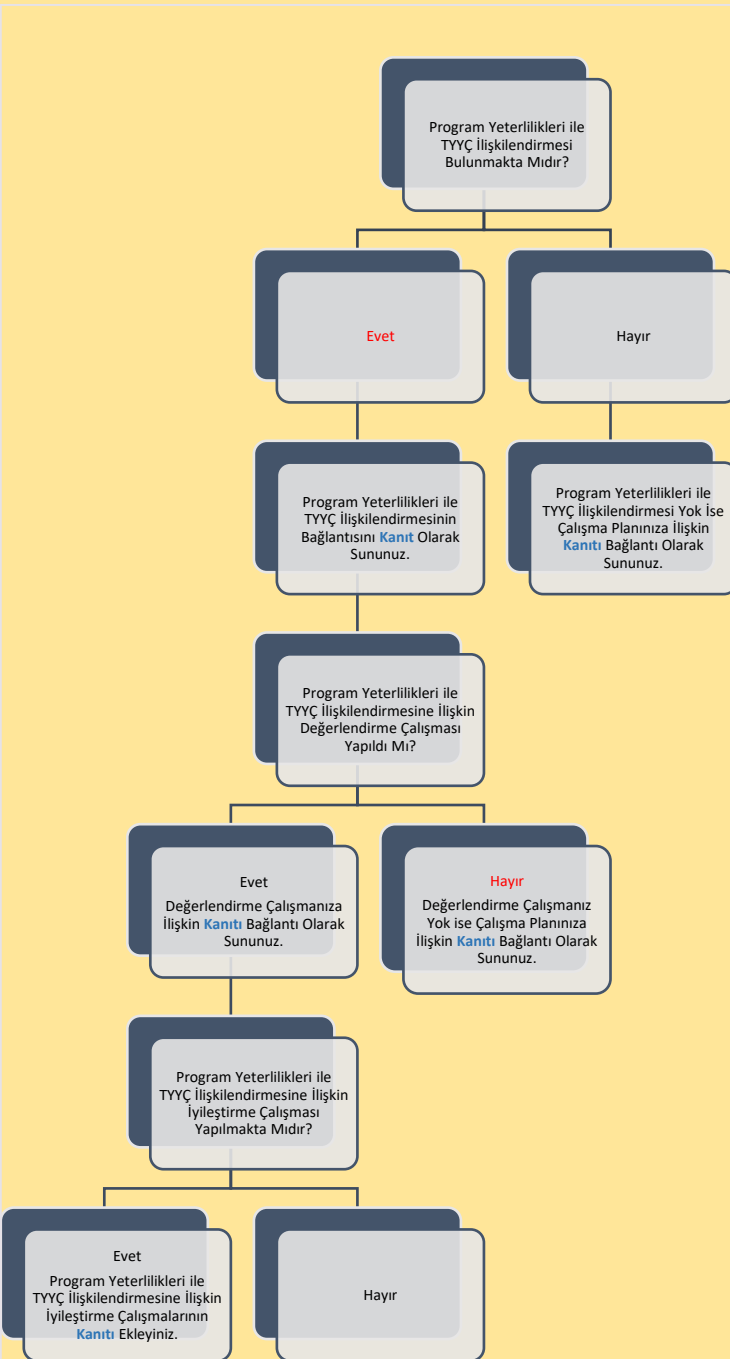 Program Yeterlilikleri ile
TYYÇ İlişkilendirmesi
Bulunmakta Mıdır?
Evet
Hayır
Program Yeterlilikleri ile
TYYÇ İlişkilendirmesinin
Bağlantısını Kanıt Olarak
Sununuz.
Program Yeterlilikleri ile
TYYÇ İlişkilendirmesi Yok İse
Çalışma Planınıza İlişkin
Kanıtı Bağlantı Olarak
Sununuz.
Program Yeterlilikleri ile
TYYÇ İlişkilendirmesine İlişkin
Değerlendirme Çalışması
Yapıldı Mı?
Evet
Değerlendirme Çalışmanıza
İlişkin Kanıtı Bağlantı Olarak
Sununuz.
Hayır
Değerlendirme Çalışmanız
Yok ise Çalışma Planınıza
İlişkin Kanıtı Bağlantı Olarak
Sununuz.
Program Yeterlilikleri ile
TYYÇ İlişkilendirmesine İlişkin
İyileştirme Çalışması
Yapılmakta Mıdır?
Evet
Program Yeterlilikleri ile
TYYÇ İlişkilendirmesine İlişkin
İyileştirme Çalışmalarının
Kanıtı Ekleyiniz.
Hayır